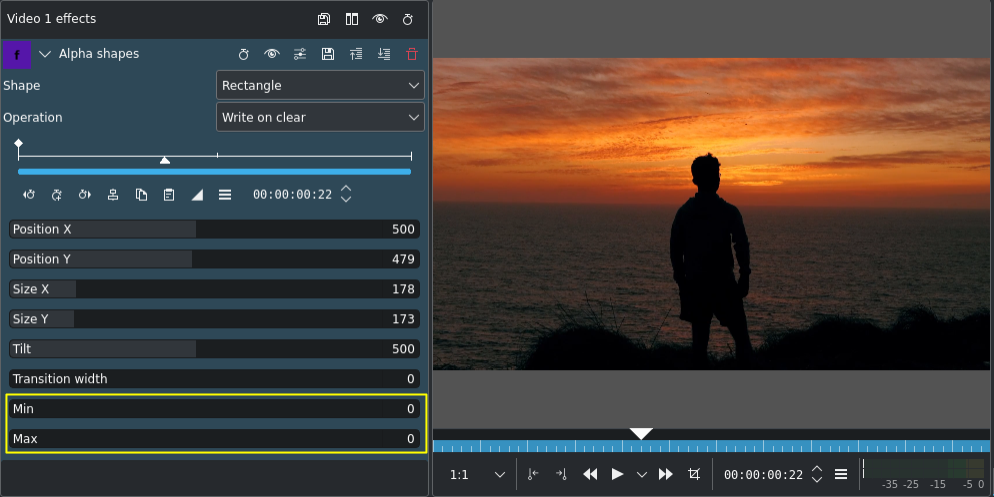 Video 1 effects
f
Alpha shapes
Shape
Rectangle
Operation
Write on clear
00:00:00:22
Position X 500
Position Y 479
Size X 178
Size Y 173
Tilt 500
Transition width 0
Min 0
Max 0
1:1
00:00:00:22
-35 -25 -15 -5 0